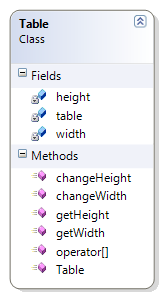 Table
Class
Fields
height
table
width
Methods
changeHeight
changeWidth
getHeight
getWidth
operator[]
Table